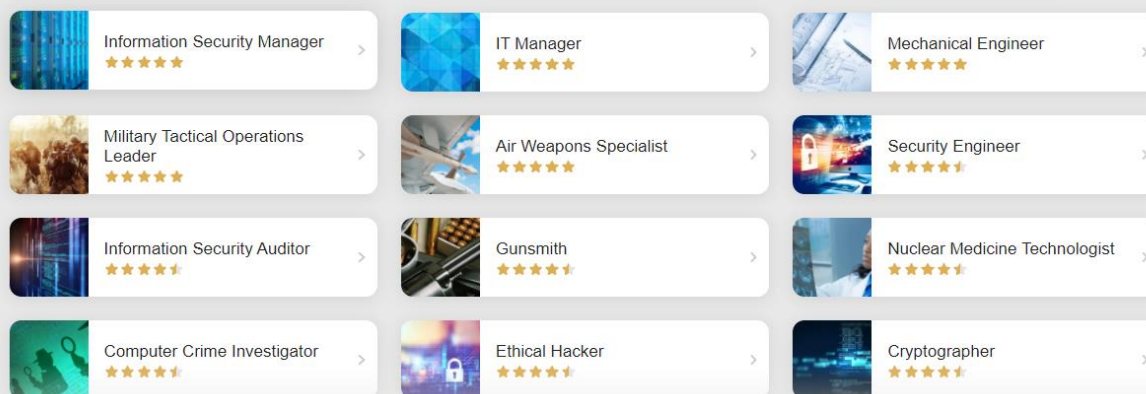 Information Security Manager
IT Manager
Mechanical Engineer
Military Tactical Operations
Leader
Air Weapons Specialist
Security Engineer
Information Security Auditor
Gunsmith
Nuclear Medicine Technologist
Computer Crime Investigator
Ethical Hacker
Cryptographer